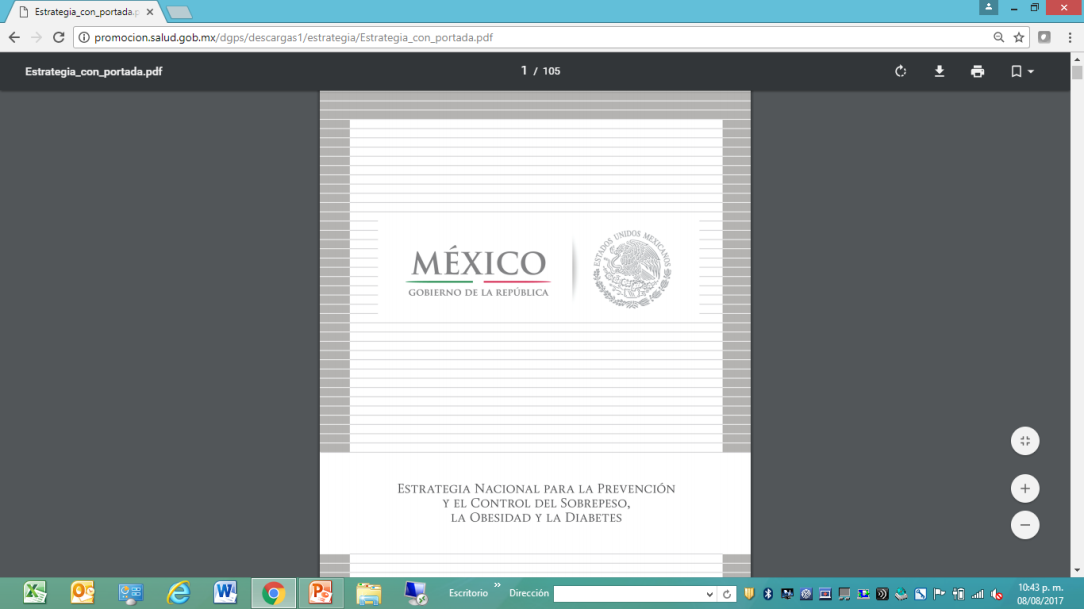 Estrategia_con_portada.p
promocion.salud.gob.mx/dgps/descargas1/estrategia/Estrategia_con_portada.pdf
Estrategia_con_portada.pdf
1 / 105
MÉXICO
GOBIERNO DE LA REPÚBLICA
ESTADOS UNIDOS MEXICANOS
Estrategia Nacional para la Prevención
y el Control del Sobrepeso,
la Obesidad y la Diabetes
Escritorio
Dirección
10:43 p. m.
08/08/2017